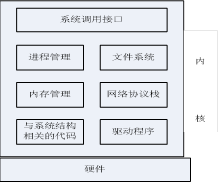 系统调用接口
进程管理
文件系统
内存管理
网络协议栈
与系统结构
相关的代码
驱动程序
硬件
内
核